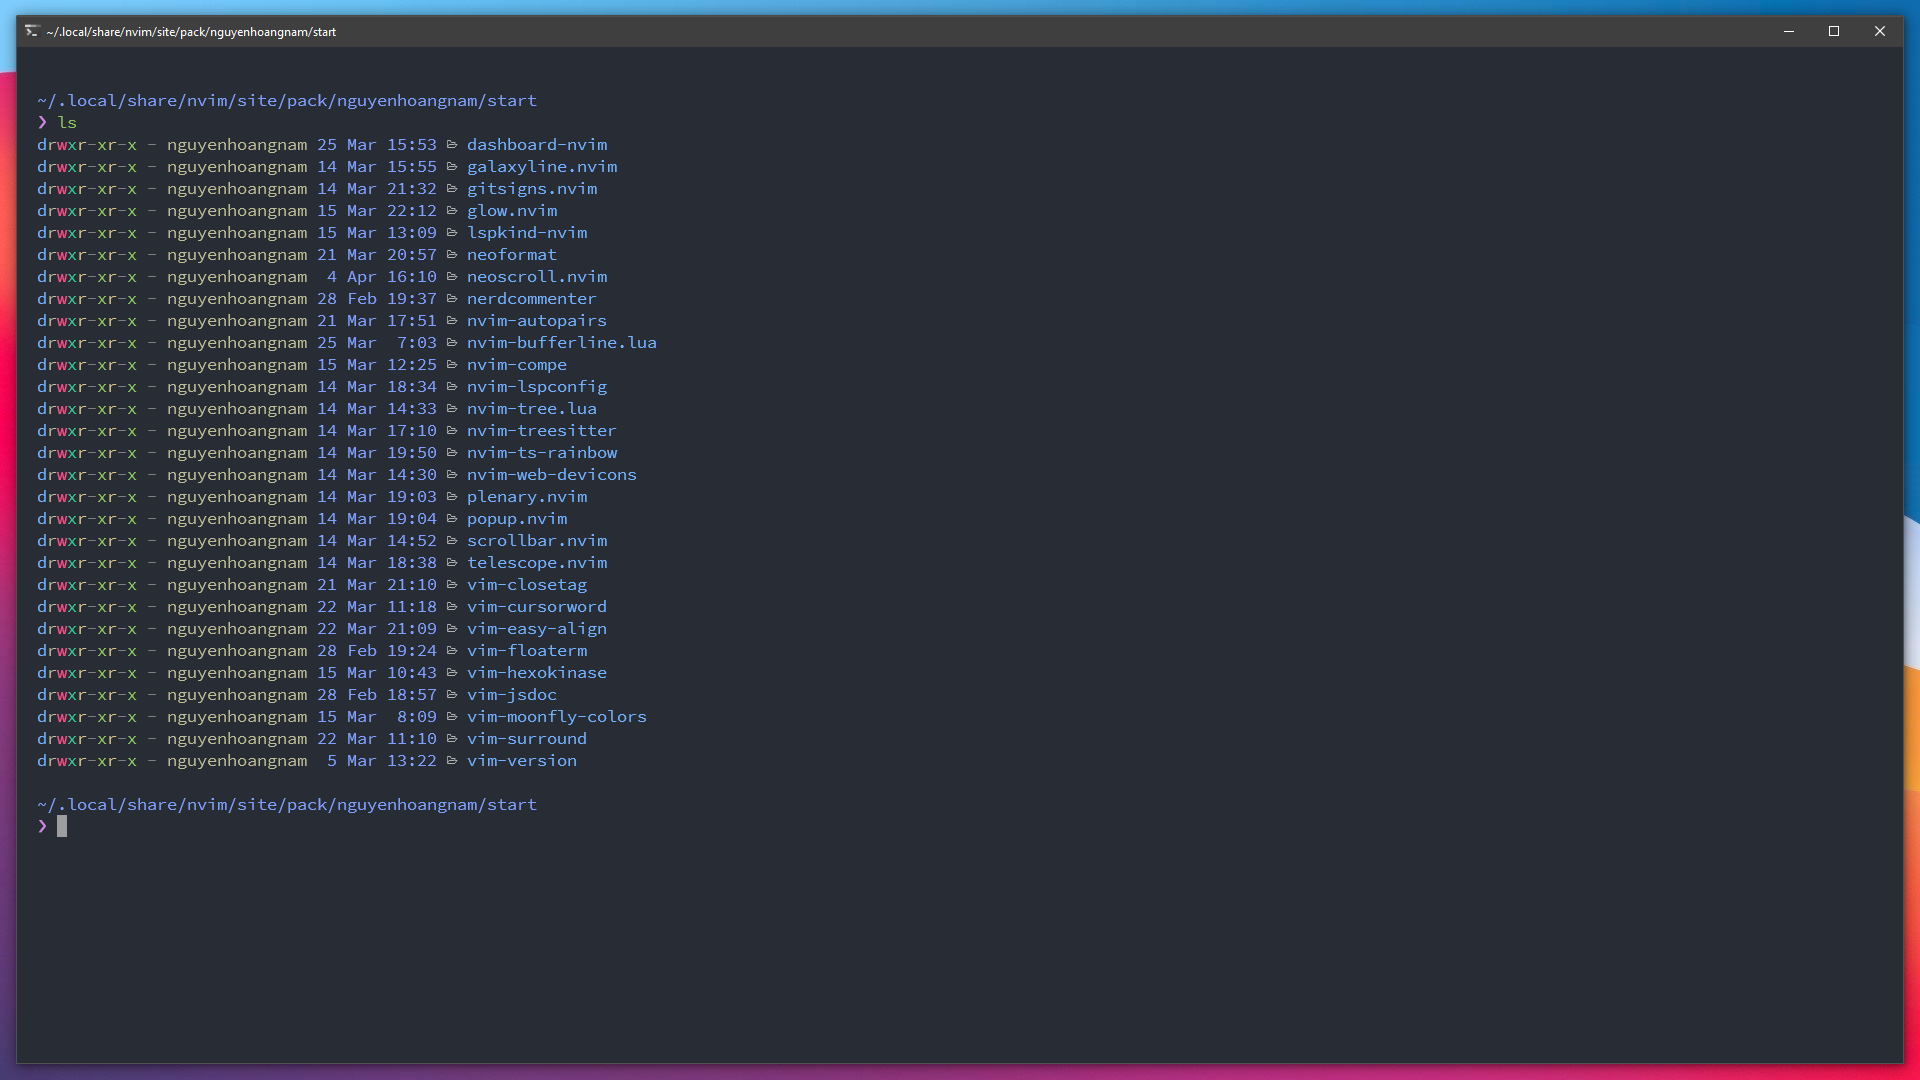 ~/.local/share/nvim/site/pack/nguyenhoangnam/start
~/.local/share/nvim/site/pack/nguyenhoangnam/start
❯ ls
drwxr-xr-x - nguyenhoangnam 25 Mar 15:53 dashboard-nvim
drwxr-xr-x - nguyenhoangnam 14 Mar 15:55 galaxyline.nvim
drwxr-xr-x - nguyenhoangnam 14 Mar 21:32 gitsigns.nvim
drwxr-xr-x - nguyenhoangnam 15 Mar 22:12 glow.nvim
drwxr-xr-x - nguyenhoangnam 15 Mar 13:09 lspkind-nvim
drwxr-xr-x - nguyenhoangnam 21 Mar 20:57 neoformat
drwxr-xr-x - nguyenhoangnam  4 Apr 16:10 neoscroll.nvim
drwxr-xr-x - nguyenhoangnam 28 Feb 19:37 nerdcommenter
drwxr-xr-x - nguyenhoangnam 21 Mar 17:51 nvim-autopairs
drwxr-xr-x - nguyenhoangnam 25 Mar  7:03 nvim-bufferline.lua
drwxr-xr-x - nguyenhoangnam 15 Mar 12:25 nvim-compe
drwxr-xr-x - nguyenhoangnam 14 Mar 18:34 nvim-lspconfig
drwxr-xr-x - nguyenhoangnam 14 Mar 14:33 nvim-tree.lua
drwxr-xr-x - nguyenhoangnam 14 Mar 17:10 nvim-treesitter
drwxr-xr-x - nguyenhoangnam 14 Mar 19:50 nvim-ts-rainbow
drwxr-xr-x - nguyenhoangnam 14 Mar 14:30 nvim-web-devicons
drwxr-xr-x - nguyenhoangnam 14 Mar 19:03 plenary.nvim
drwxr-xr-x - nguyenhoangnam 14 Mar 19:04 popup.nvim
drwxr-xr-x - nguyenhoangnam 14 Mar 14:52 scrollbar.nvim
drwxr-xr-x - nguyenhoangnam 14 Mar 18:38 telescope.nvim
drwxr-xr-x - nguyenhoangnam 21 Mar 21:10 vim-closetag
drwxr-xr-x - nguyenhoangnam 22 Mar 11:18 vim-cursorword
drwxr-xr-x - nguyenhoangnam 22 Mar 21:09 vim-easy-align
drwxr-xr-x - nguyenhoangnam 28 Feb 19:24 vim-floaterm
drwxr-xr-x - nguyenhoangnam 15 Mar 10:43 vim-hexokinase
drwxr-xr-x - nguyenhoangnam 28 Feb 18:57 vim-jsdoc
drwxr-xr-x - nguyenhoangnam 15 Mar  8:09 vim-moonfly-colors
drwxr-xr-x - nguyenhoangnam 22 Mar 11:10 vim-surround
drwxr-xr-x - nguyenhoangnam  5 Mar 13:22 vim-version
~/.local/share/nvim/site/pack/nguyenhoangnam/start
❯